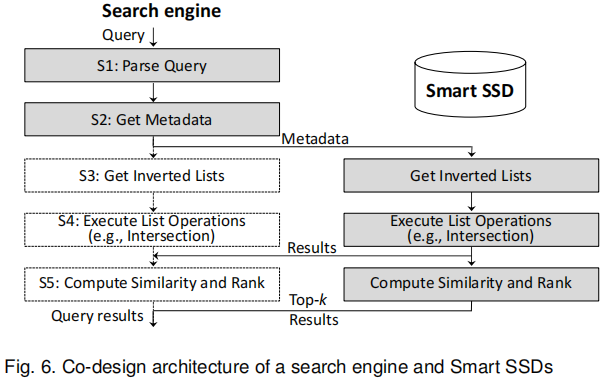 Search engine
Query
S1: Parse Query
Smart SSD
S2: Get Metadata
Metadata
S3: Get Inverted Lists
Get Inverted Lists
S4: Execute List Operations
(e.g., Intersection)
Execute List Operations
(e.g., Intersection)
Results
S5: Compute Similarity and Rank
Compute Similarity and Rank
Top-k
Query results
Results
Fig. 6. Co-design architecture of a search engine and Smart SSDs